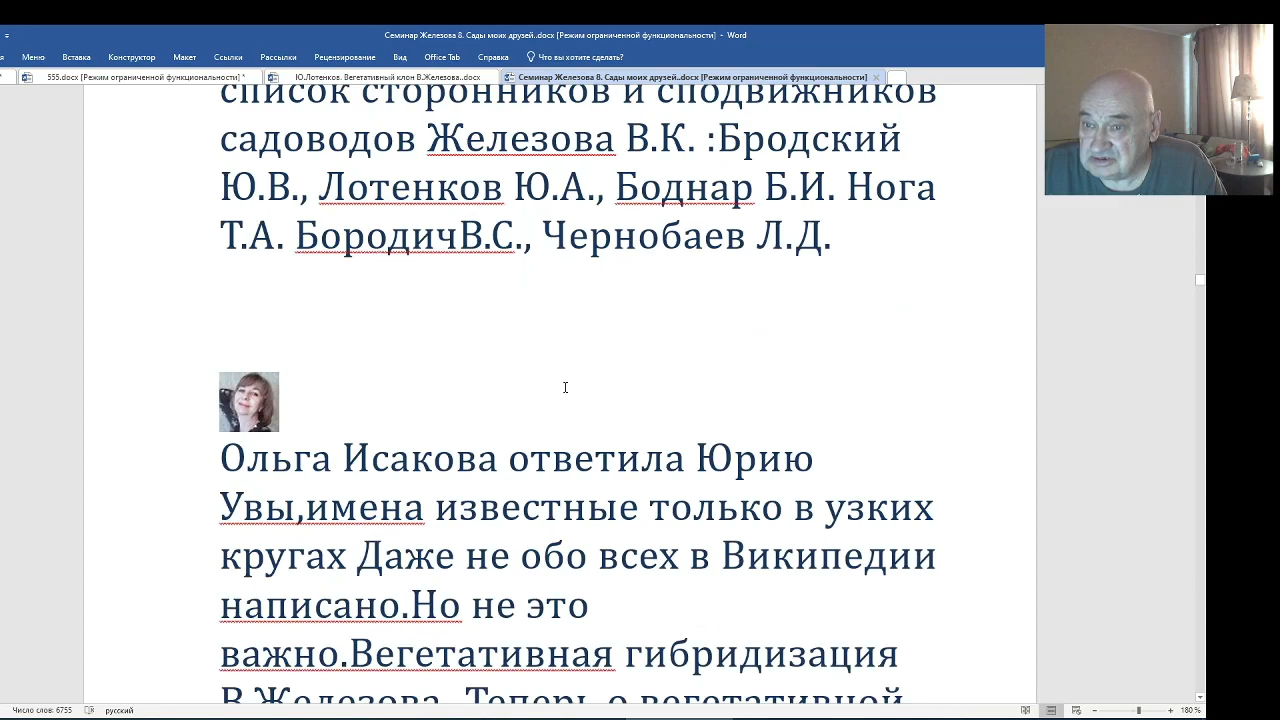 Семинар Железова 8. Сады моих друзей..docx [Режим ограниченной функциональности] - Word
Меню Вставка Конструктор Макет Ссылки Рассылки Рецензирование Вид Office Tab Справка Что вы хотите сделать?
555.docx [Режим ограниченной функциональности] * Ю.Лотенков. Вегетативный клон В.Железова..docx Семинар Железова 8. Сады моих друзей..docx [Режим ограниченной функциональности]
список сторонников и сподвижников
садоводов Железова В.К. :Бродский
Ю.В., Лотенков Ю.А., Боднар Б.И. Нога
Т.А. БородичВ.С., Чернобаев Л.Д.
Ольга Исакова ответила Юрию
Увы,имена известные только в узких
кругах Даже не обо всех в Википедии
написано.Но не это
важно.Вегетативная гибридизация
В.Железова. Теперь о вегетативной
Число слов: 6755 русский 180 %